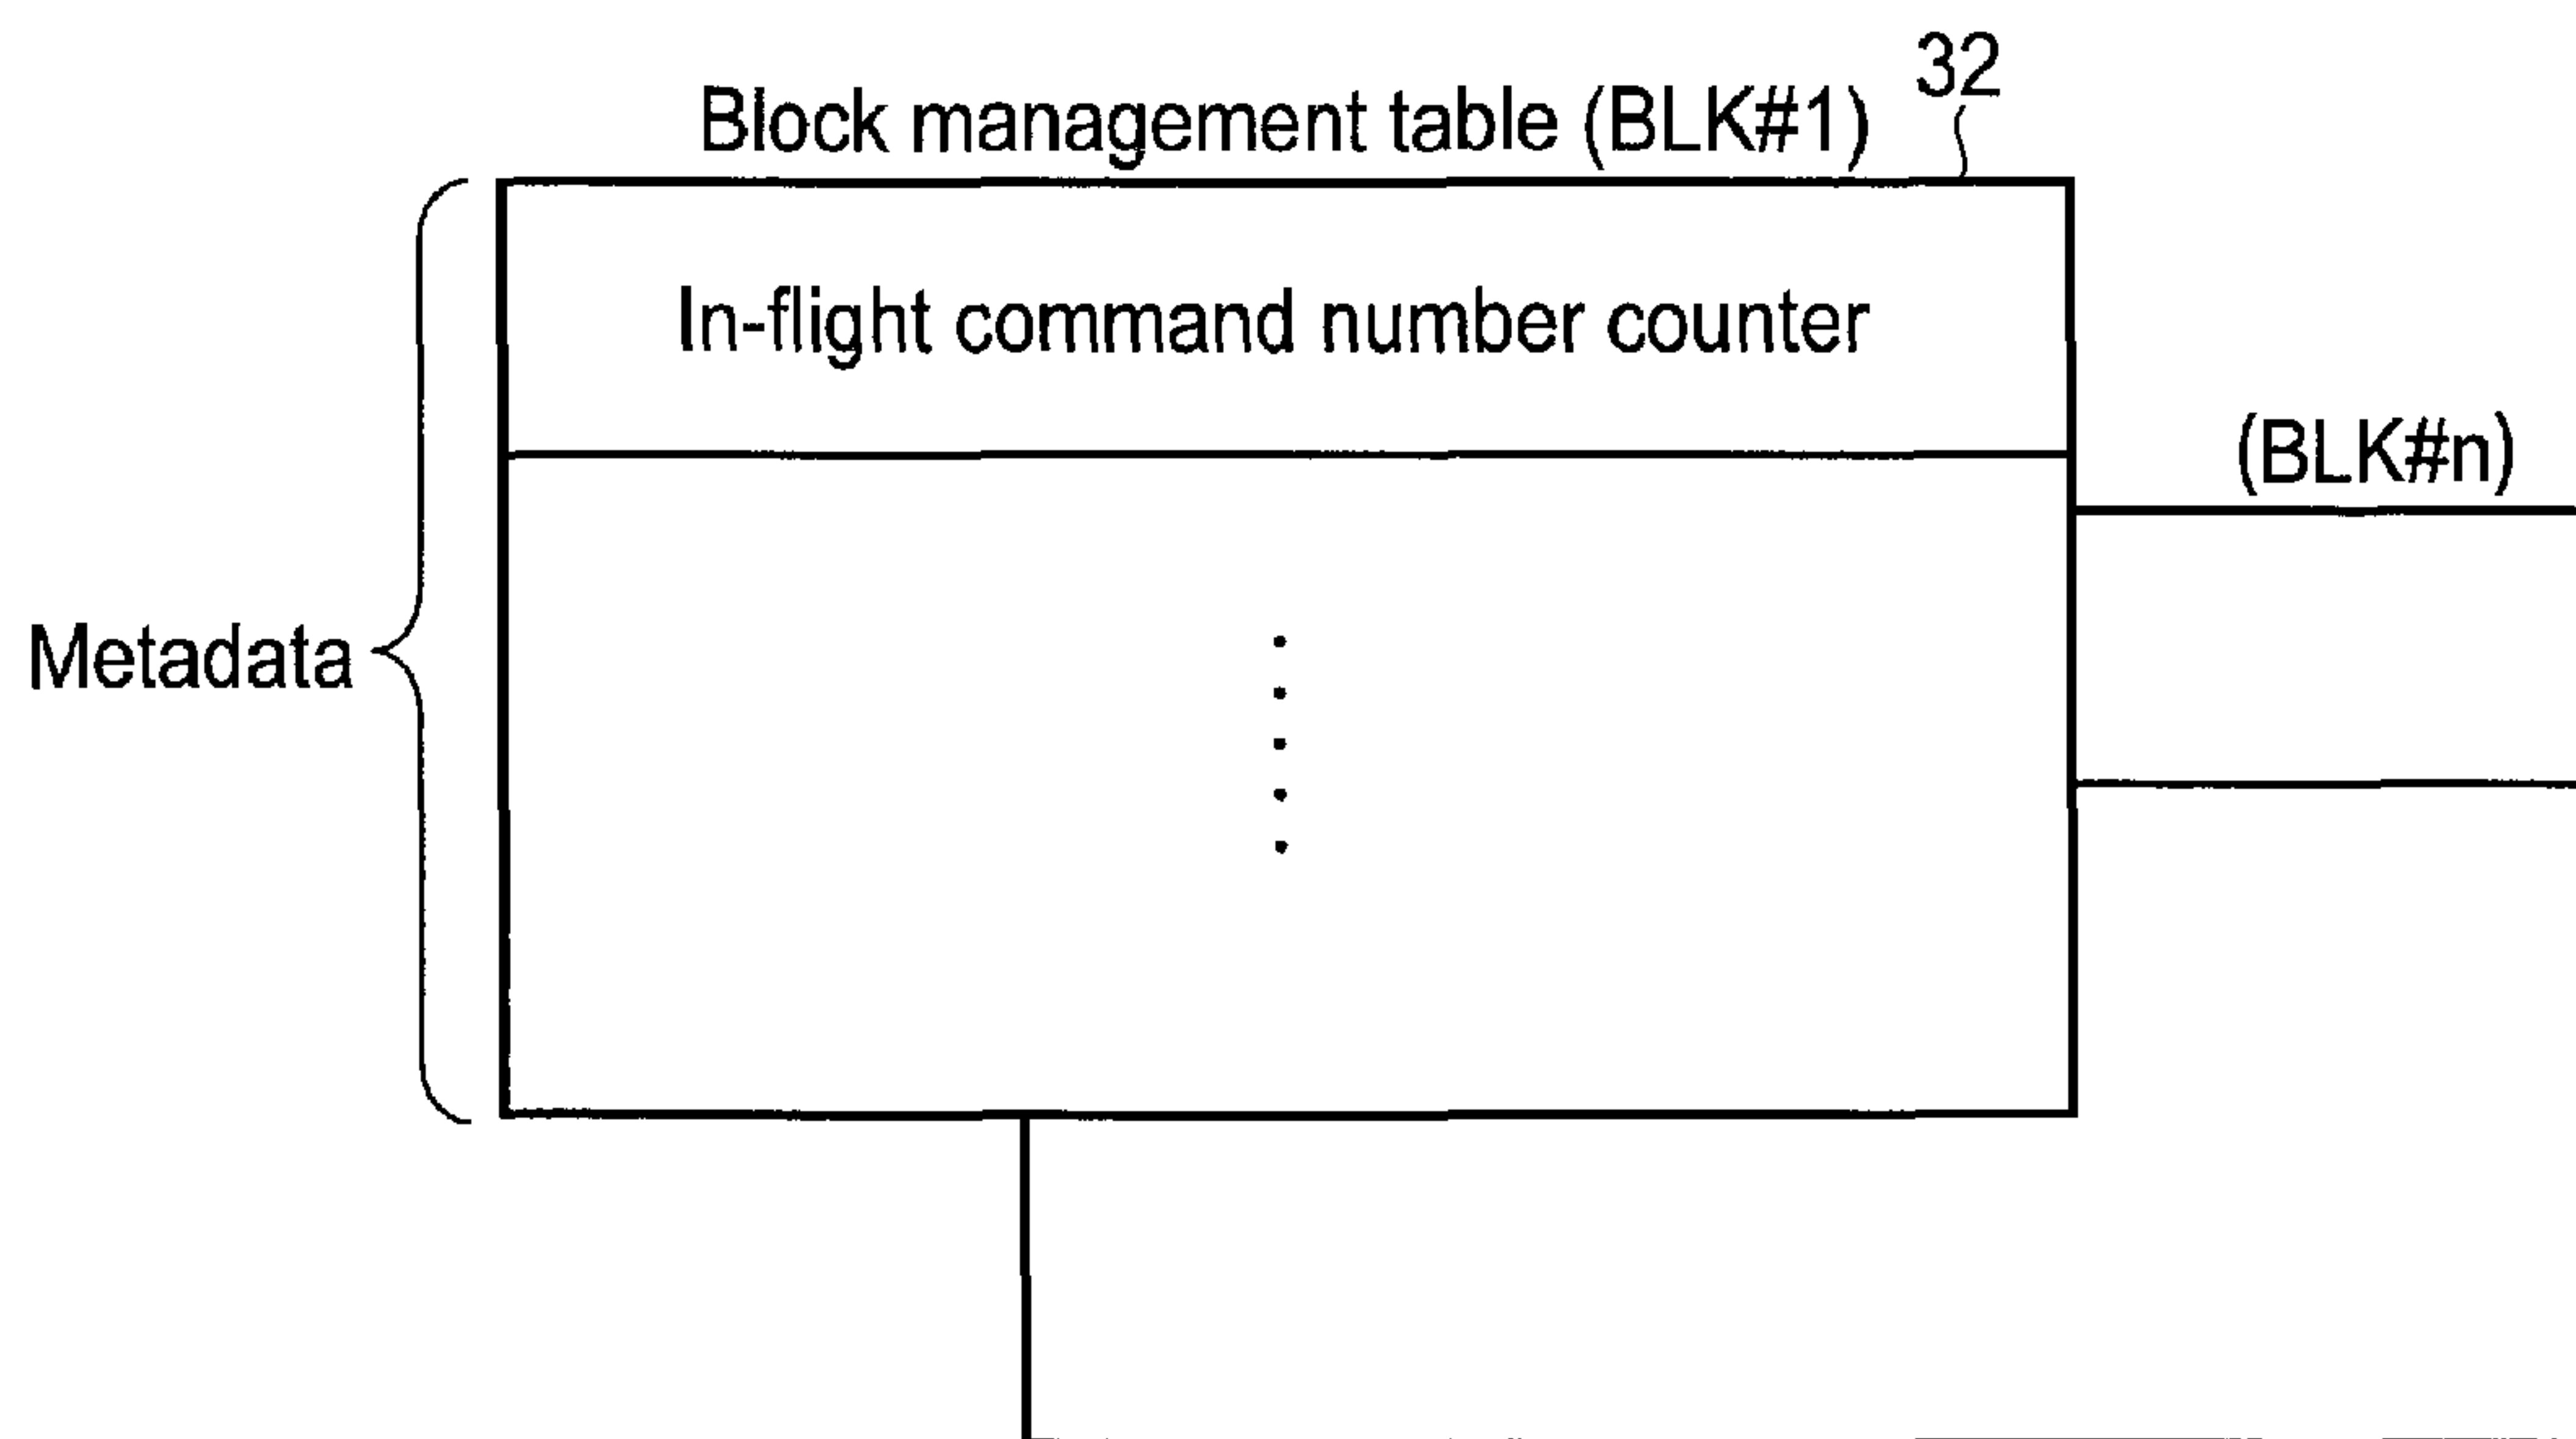 32
Block management table (BLK#1)
In-flight command number counter
(BLK#n)
Metadata